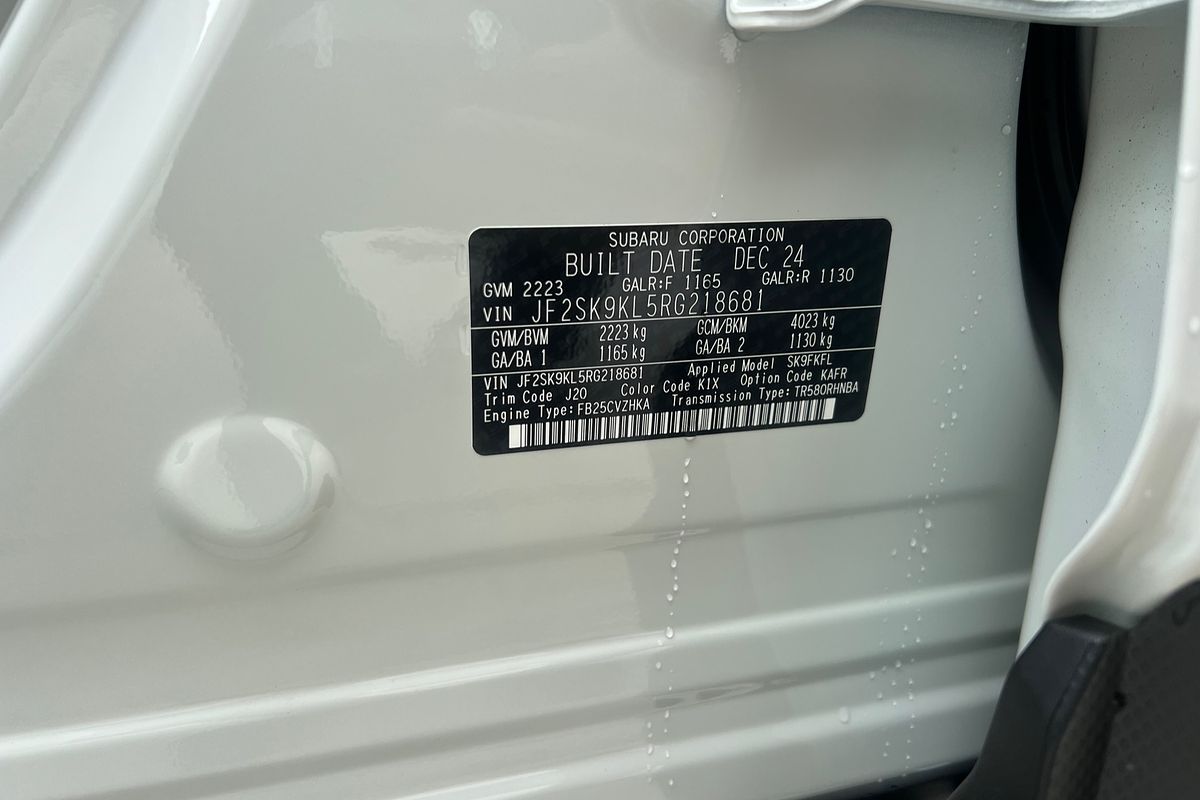 SUBARU CORPORATION
BUILT DATE DEC 24
GVM 2223 GALR:F 1165 GALR:R 1130
VIN JF2SK9KL5RG218681
GVM/BVM 2223 kg GCM/BKM 4023 kg
GA/BA 1 1165 kg GA/BA 2 1130 kg
VIN JF2SK9KL5RG218681 Applied Model SK9FKFL
Trim Code J20 Color Code K1X Option Code KAFR
Engine Type:FB25CVZHKA Transmission Type:TR580RHNBA